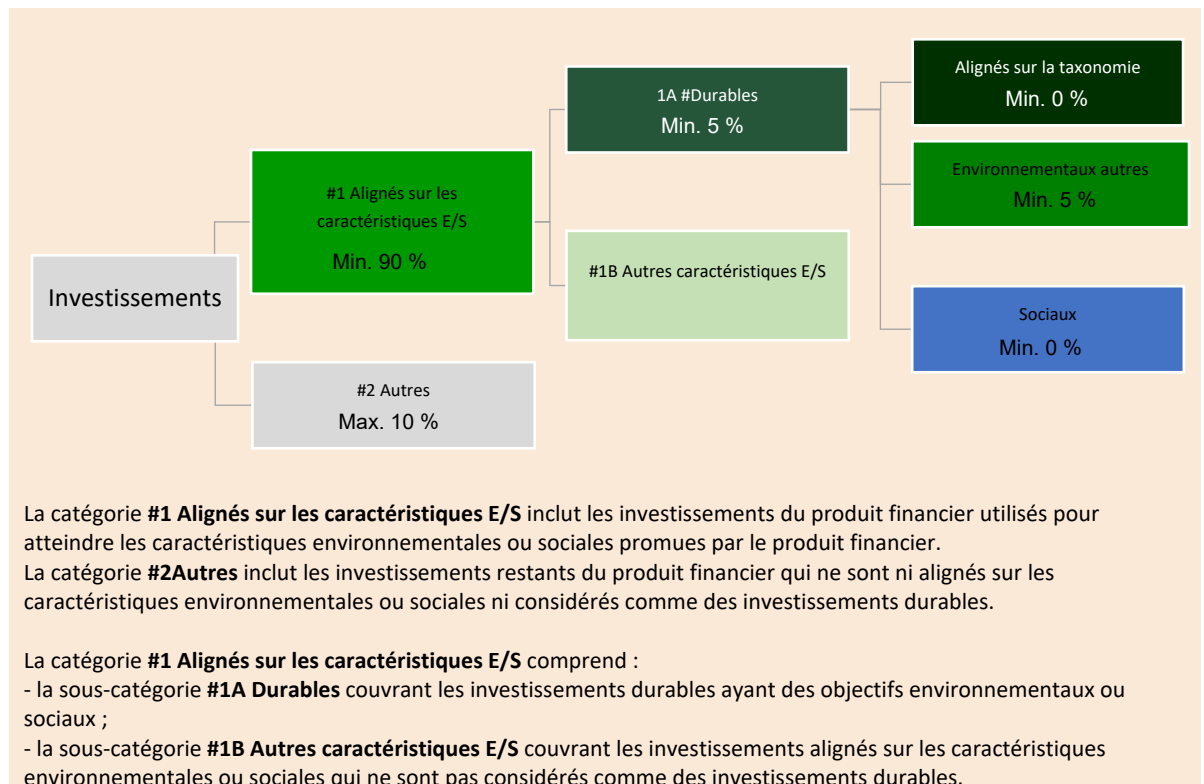 Investissements
#1 Alignés sur les
caractéristiques E/S
Min. 90 %
#2 Autres
Max. 10 %
1A #Durables
Min. 5 %
#1B Autres caractéristiques E/S
Alignés sur la taxonomie
Min. 0 %
Environnementaux autres
Min. 5 %
Sociaux
Min. 0 %
La catégorie #1 Alignés sur les caractéristiques E/S inclut les investissements du produit financier utilisés pour
atteindre les caractéristiques environnementales ou sociales promues par le produit financier.
La catégorie #2Autres inclut les investissements restants du produit financier qui ne sont ni alignés sur les
caractéristiques environnementales ou sociales ni considérés comme des investissements durables.
La catégorie #1 Alignés sur les caractéristiques E/S comprend :
- la sous-catégorie #1A Durables couvrant les investissements durables ayant des objectifs environnementaux ou
sociaux ;
- la sous-catégorie #1B Autres caractéristiques E/S couvrant les investissements alignés sur les caractéristiques
environnementales ou sociales qui ne sont pas considérés comme des investissements durables.